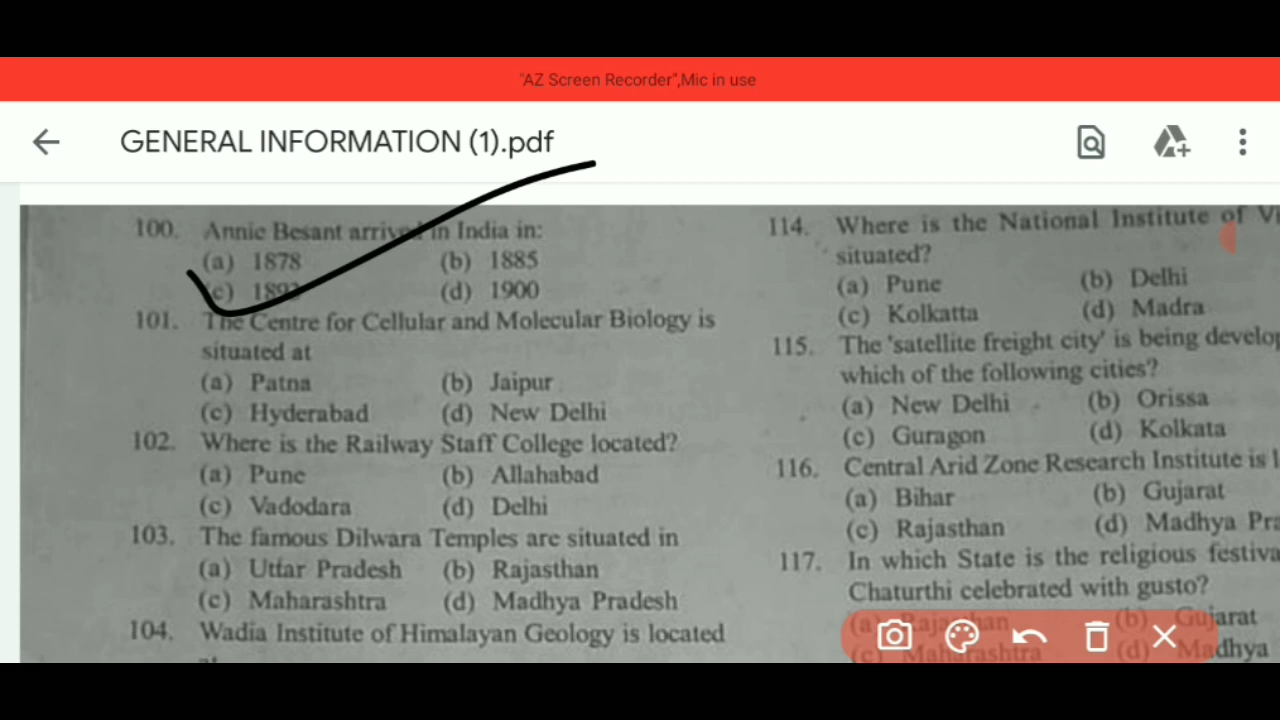 "AZ Screen Recorder",Mic in use
GENERAL INFORMATION (1).pdf
100. Annie Besant arrived in India in:
(a) 1878 (b) 1885
(c) 1893 (d) 1900
101. The Centre for Cellular and Molecular Biology is
situated at
(a) Patna (b) Jaipur
(c) Hyderabad (d) New Delhi
102. Where is the Railway Staff College located?
(a) Pune (b) Allahabad
(c) Vadodara (d) Delhi
103. The famous Dilwara Temples are situated in
(a) Uttar Pradesh (b) Rajasthan
(c) Maharashtra (d) Madhya Pradesh
104. Wadia Institute of Himalayan Geology is located
114. Where is the National Institute of
situated?
(a) Pune (b) Delhi
(c) Kolkatta (d) Madra
115. The 'satellite freight city' is being develop
which of the following cities?
(a) New Delhi (b) Orissa
(c) Guragon (d) Kolkata
116. Central Arid Zone Research Institute is
(a) Bihar (b) Gujarat
(c) Rajasthan (d) Madhya Pra
117. In which State is the religious festiva
Chaturthi celebrated with gusto?
(a) Rajasthan (b) Gujarat
(c) Maharashtra (d) Madhya